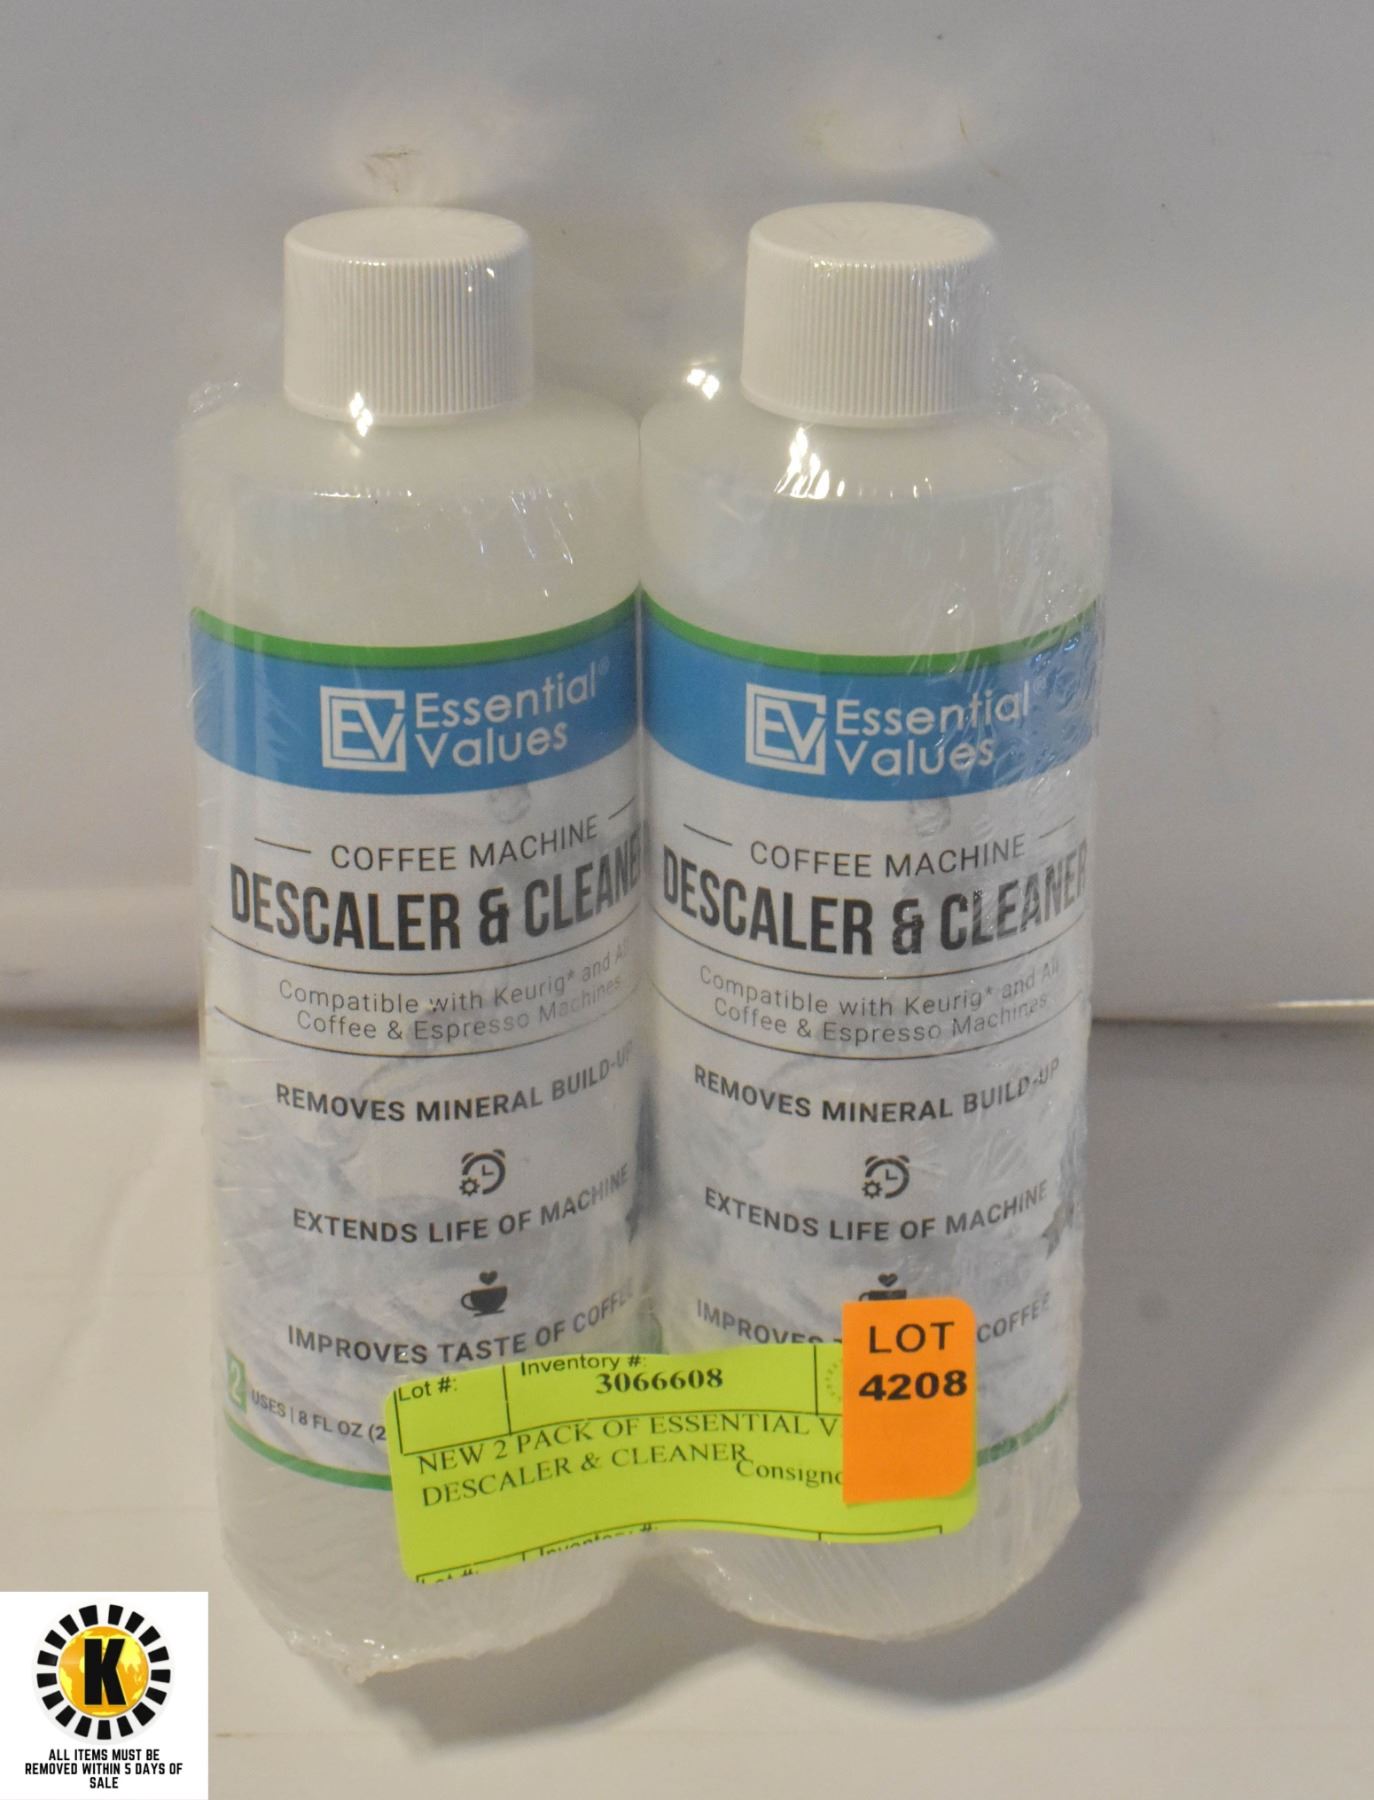 EV Essential®
Values
COFFEE MACHINE
DESCALER & CLEANER
Compatible with Keurig* and All
Coffee & Espresso Machines
REMOVES MINERAL BUILD-UP
EXTENDS LIFE OF MACHINE
IMPROVES TASTE OF COFFEE
2 USES | 8 FL OZ (2
EV Essential®
Values
COFFEE MACHINE
DESCALER & CLEANER
Compatible with Keurig* and All
Coffee & Espresso Machines
REMOVES MINERAL BUILD-UP
EXTENDS LIFE OF MACHINE
IMPROVES COFFEE
LOT
4208
Lot #:
Inventory #:
3066608
NEW 2 PACK OF ESSENTIAL V
DESCALER & CLEANER
Consigno
Lot #: Inventory #:
K
ALL ITEMS MUST BE
REMOVED WITHIN 5 DAYS OF
SALE